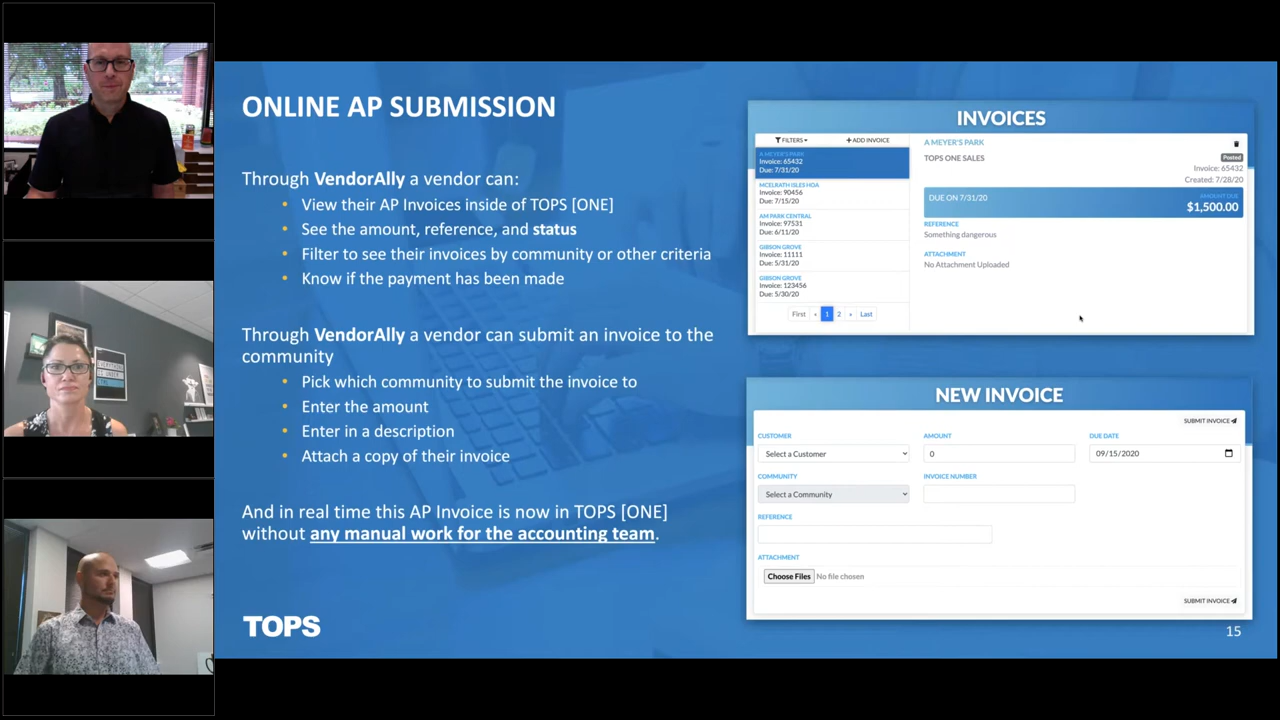 ONLINE AP SUBMISSION
Through VendorAlly a vendor can:
• View their AP Invoices inside of TOPS [ONE]
• See the amount, reference, and status
• Filter to see their invoices by community or other criteria
• Know if the payment has been made
Through VendorAlly a vendor can submit an invoice to the
community
• Pick which community to submit the invoice to
• Enter the amount
• Enter in a description
• Attach a copy of their invoice
And in real time this AP Invoice is now in TOPS [ONE]
without any manual work for the accounting team.
TOPS
INVOICES
FILTERS
+ ADD INVOICE
A MEYER'S PARK
Invoice: 65432
Due: 7/31/20
MCELRATH ISLES HOA
Invoice: 90456
Due: 7/15/20
AM PARK CENTRAL
Invoice: 97531
Due: 6/11/20
GIBSON GROVE
Invoice: 11111
Due: 5/31/20
GIBSON GROVE
Invoice: 123456
Due: 5/30/20
First « 1 2 » Last
A MEYER'S PARK
TOPS ONE SALES
Posted
Invoice: 65432
Created: 7/28/20
DUE ON 7/31/20
AMOUNT DUE
$1,500.00
REFERENCE
Something dangerous
ATTACHMENT
No Attachment Uploaded
NEW INVOICE
SUBMIT INVOICE
CUSTOMER
Select a Customer
AMOUNT
0
DUE DATE
09/15/2020
COMMUNITY
Select a Community
INVOICE NUMBER
REFERENCE
ATTACHMENT
Choose Files No file chosen
SUBMIT INVOICE
15
EVERYTHING
IS UNDER